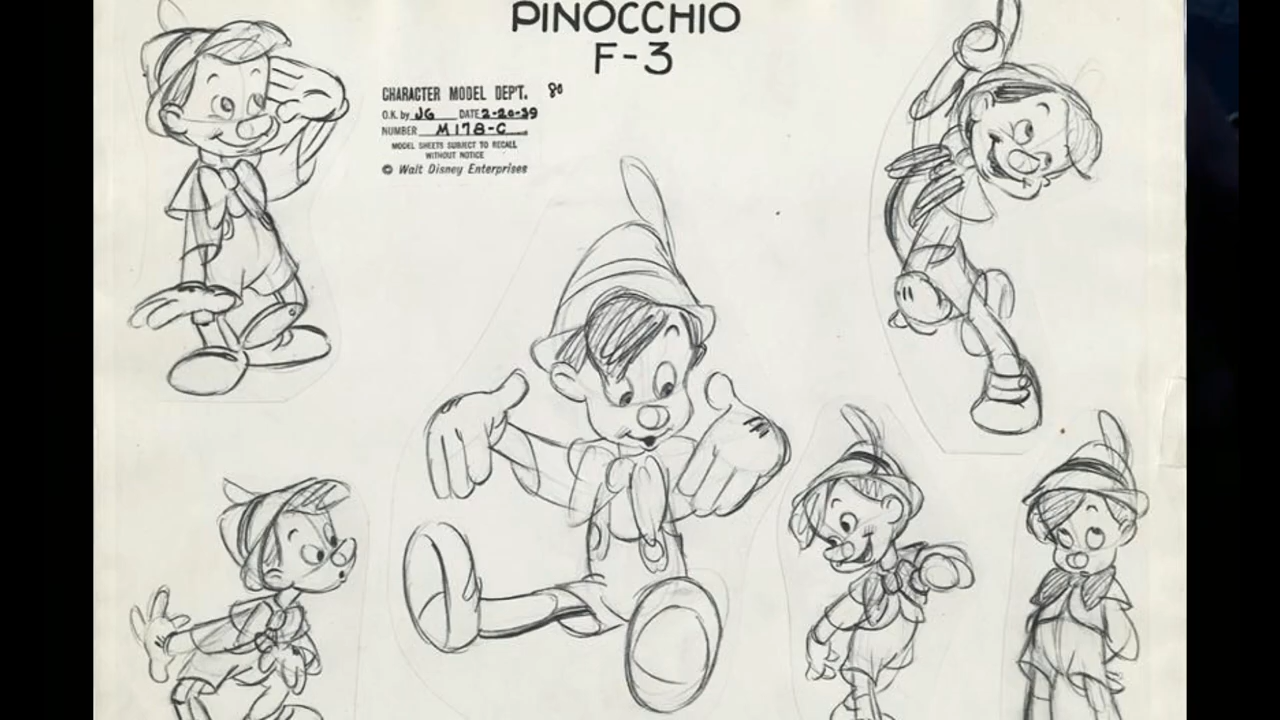 PINOCCHIO
F-3
CHARACTER MODEL DEPT. 80
O.K. by JG DATE 2-20-39
NUMBER M178-C
MODEL SHEETS SUBJECT TO RECALL
WITHOUT NOTICE
© Walt Disney Enterprises